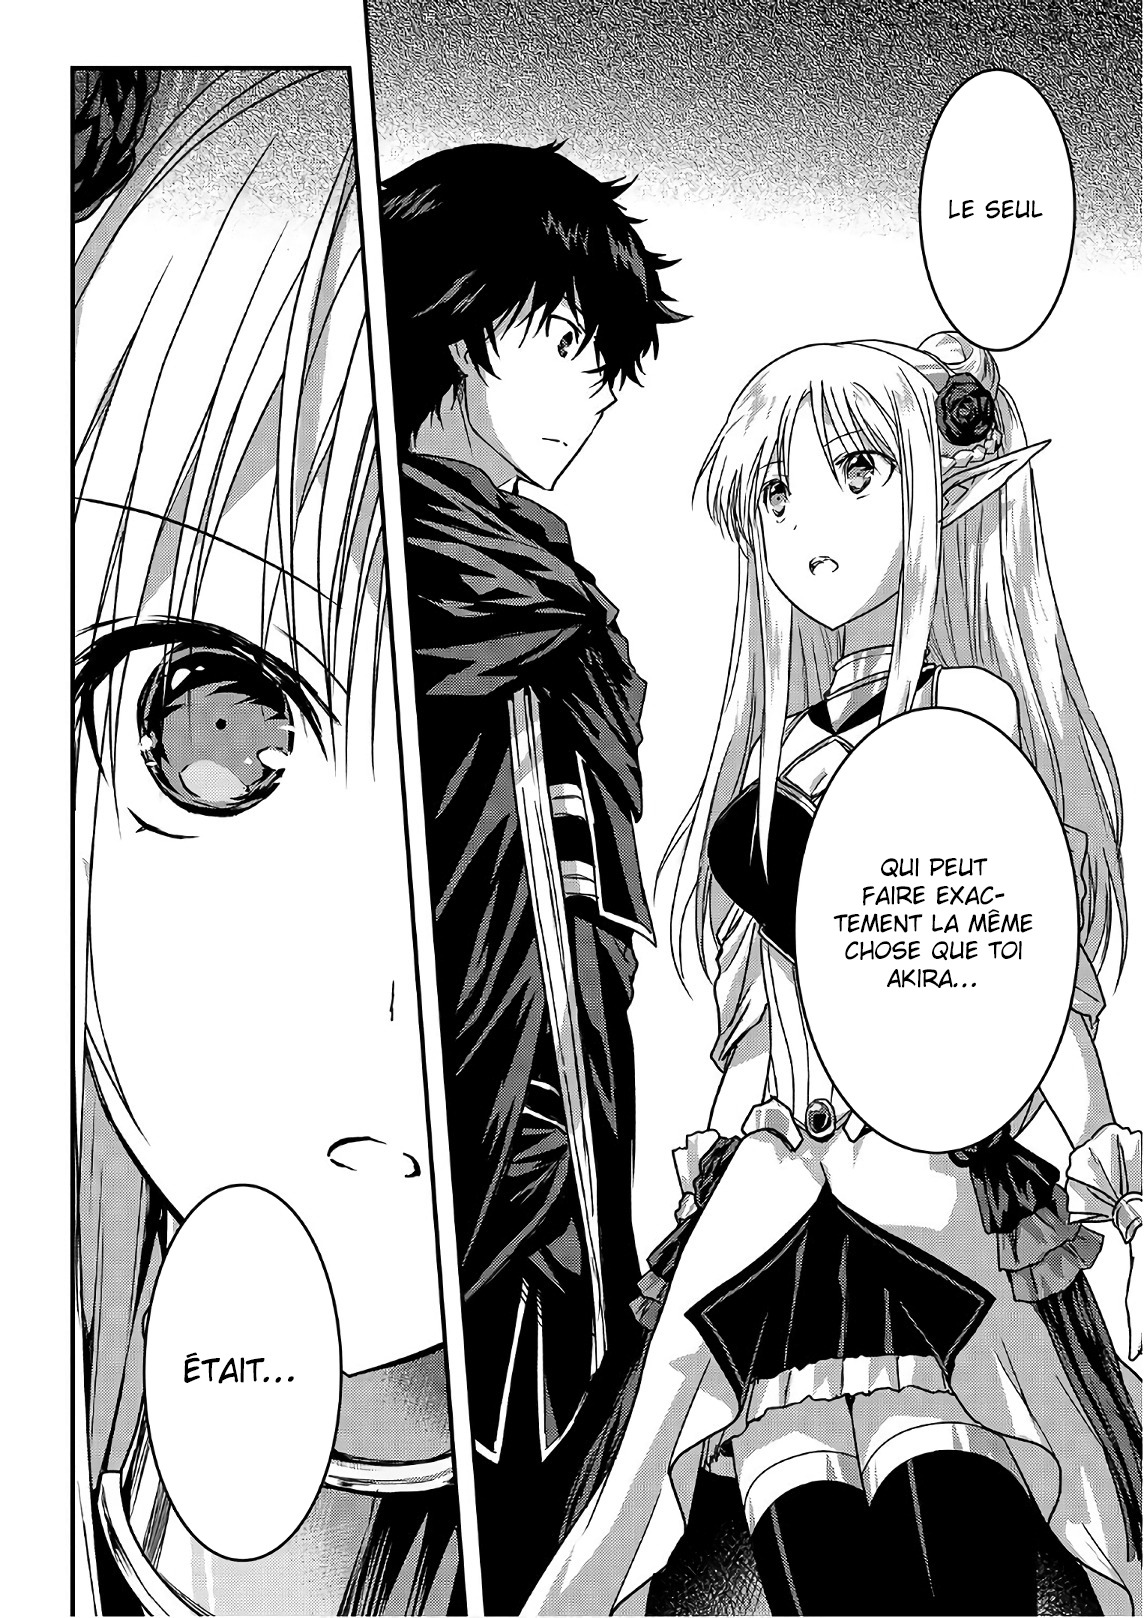 LE SEUL
QUI PEUT
FAIRE EXAC-
TEMENT LA MÊME
CHOSE QUE TOI
AKIRA...
ÉTAIT...